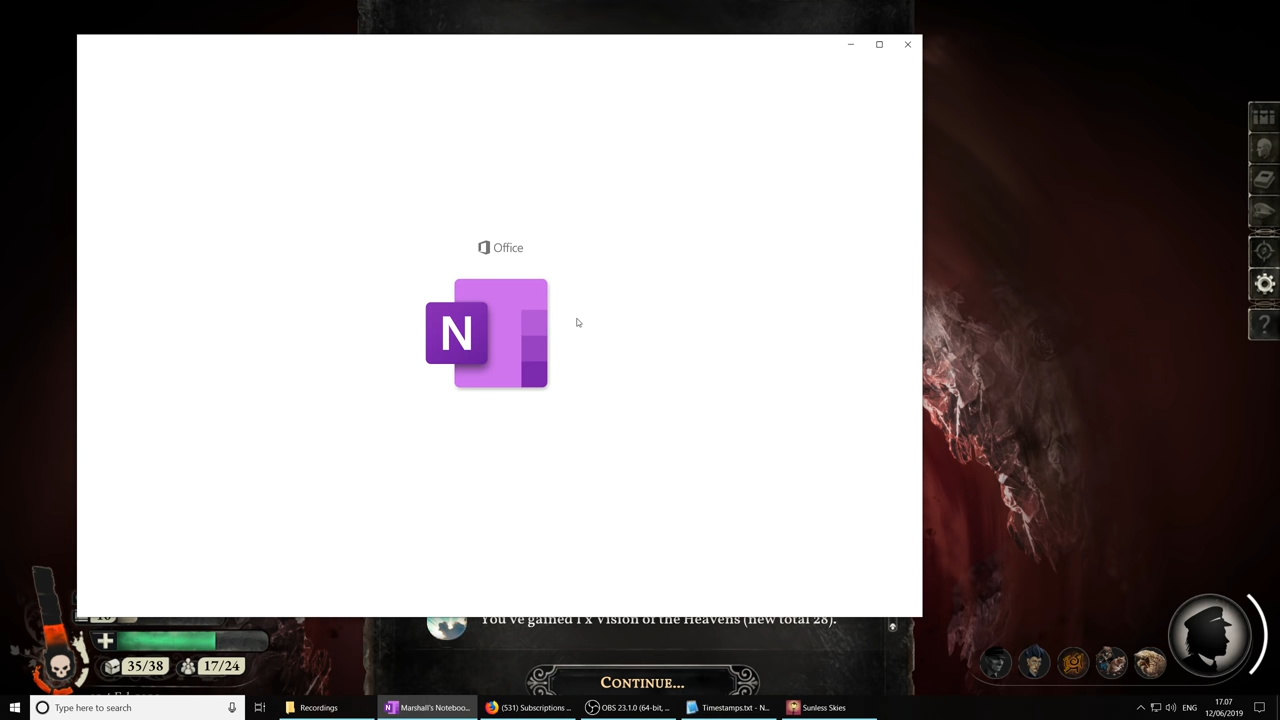 Office
N
You've gained 1 x Vision of the Heavens (new total 28).
35/38
17/24
CONTINUE...
Type here to search
Recordings
Marshall's Noteboo...
(531) Subscriptions ...
OBS 23.1.0 (64-bit, ...
Timestamps.txt - N...
Sunless Skies
ENG
17.07
12/06/2019